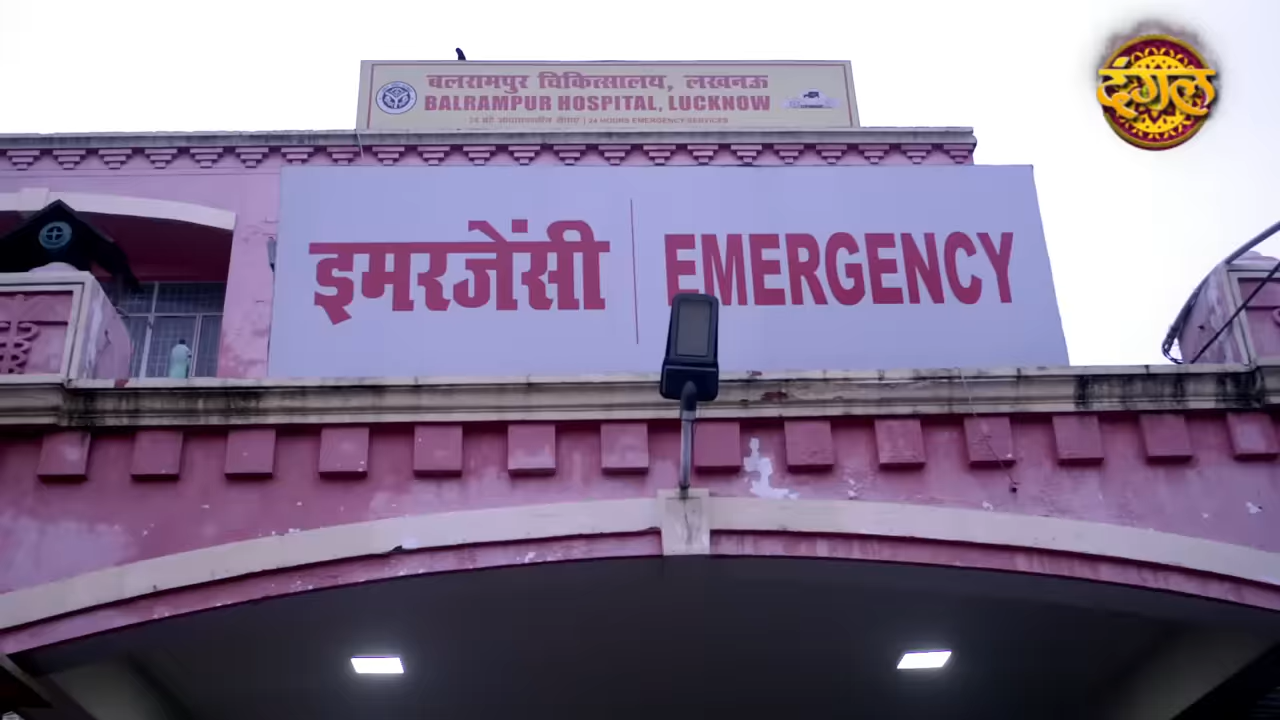 दंगल
बलरामपुर चिकित्सालय, लखनऊ
BALRAMPUR HOSPITAL, LUCKNOW
24 HOURS EMERGENCY SERVICES
इमरजेंसी
EMERGENCY